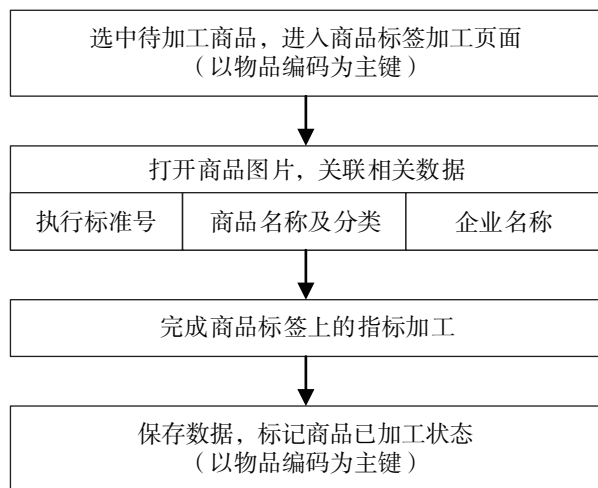 选中待加工商品，进入商品标签加工页面
（以物品编码为主键）
打开商品图片，关联相关数据
执行标准号
商品名称及分类
企业名称
完成商品标签上的指标加工
保存数据，标记商品已加工状态
（以物品编码为主键）